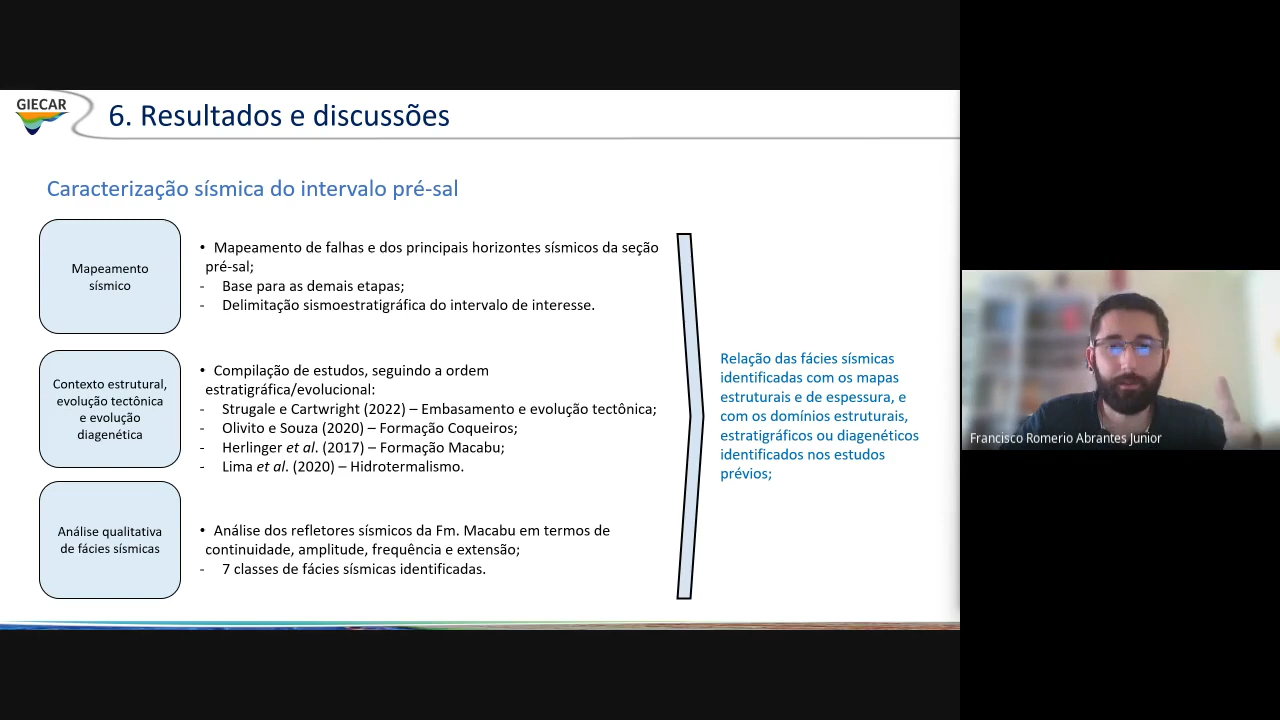 GIECAR
6. Resultados e discussões
Caracterização sísmica do intervalo pré-sal
Mapeamento
sísmico
• Mapeamento de falhas e dos principais horizontes sísmicos da seção
pré-sal;
- Base para as demais etapas;
- Delimitação sismoestratigráfica do intervalo de interesse.
Contexto estrutural,
evolução tectônica
e evolução
diagenética
• Compilação de estudos, seguindo a ordem
estratigráfica/evolucional:
- Strugale e Cartwright (2022) – Embasamento e evolução tectônica;
- Olivito e Souza (2020) – Formação Coqueiros;
- Herlinger et al. (2017) – Formação Macabu;
- Lima et al. (2020) – Hidrotermalismo.
Análise qualitativa
de fácies sísmicas
• Análise dos refletores sísmicos da Fm. Macabu em termos de
continuidade, amplitude, frequência e extensão;
- 7 classes de fácies sísmicas identificadas.
Relação das fácies sísmicas
identificadas com os mapas
estruturais e de espessura, e
com os domínios estruturais,
estratigráficos ou diagenéticos
identificados nos estudos
prévios;
Francisco Romerio Abrantes Junior